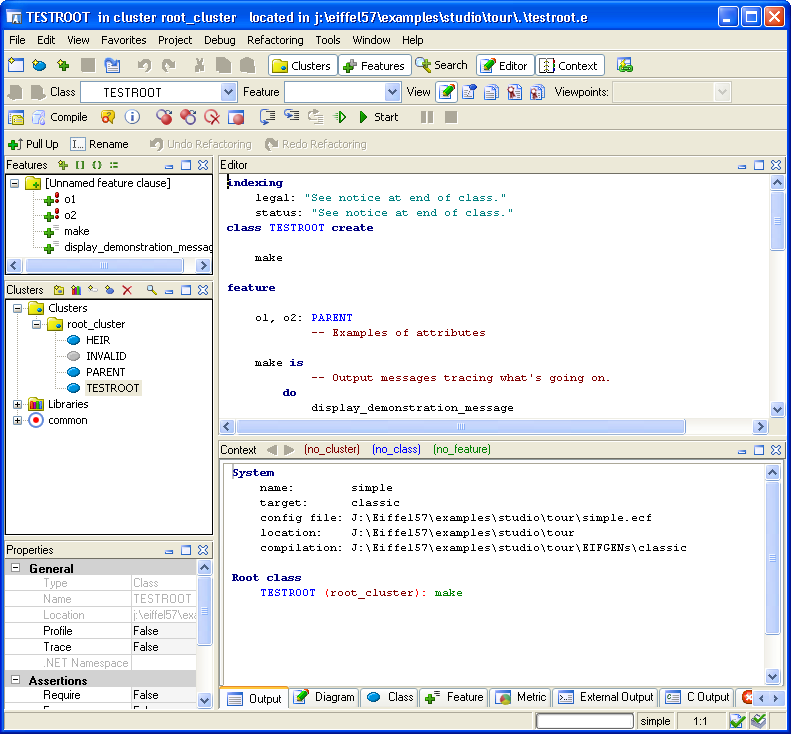 TESTROOT in cluster root_cluster located in j:\eiffel57\examples\studio\tour\.\testroot.e
File Edit View Favorites Project Debug Refactoring Tools Window Help
Clusters Features Search Editor Context
Class TESTROOT Feature View Viewpoints:
Compile Start
Pull Up Rename Undo Refactoring Redo Refactoring
Features
[Unnamed feature clause]
o1
o2
make
display_demonstration_messag
Clusters
Clusters
root_cluster
HEIR
INVALID
PARENT
TESTROOT
Libraries
common
Properties
General
Type Class
Name TESTROOT
Location j:\eiffel57\exa
Profile False
Trace False
.NET Namespace
Assertions
Require False
Editor
indexing
legal: "See notice at end of class."
status: "See notice at end of class."
class TESTROOT create
make
feature
o1, o2: PARENT
-- Examples of attributes
make is
-- Output messages tracing what's going on.
do
display_demonstration_message
Context (no_cluster) (no_class) (no_feature)
System
name: simple
target: classic
config file: J:\Eiffel57\examples\studio\tour\simple.ecf
location: J:\Eiffel57\examples\studio\tour
compilation: J:\Eiffel57\examples\studio\tour\EIFGENs\classic
Root class
TESTROOT (root_cluster): make
Output Diagram Class Feature Metric External Output C Output
simple 1:1